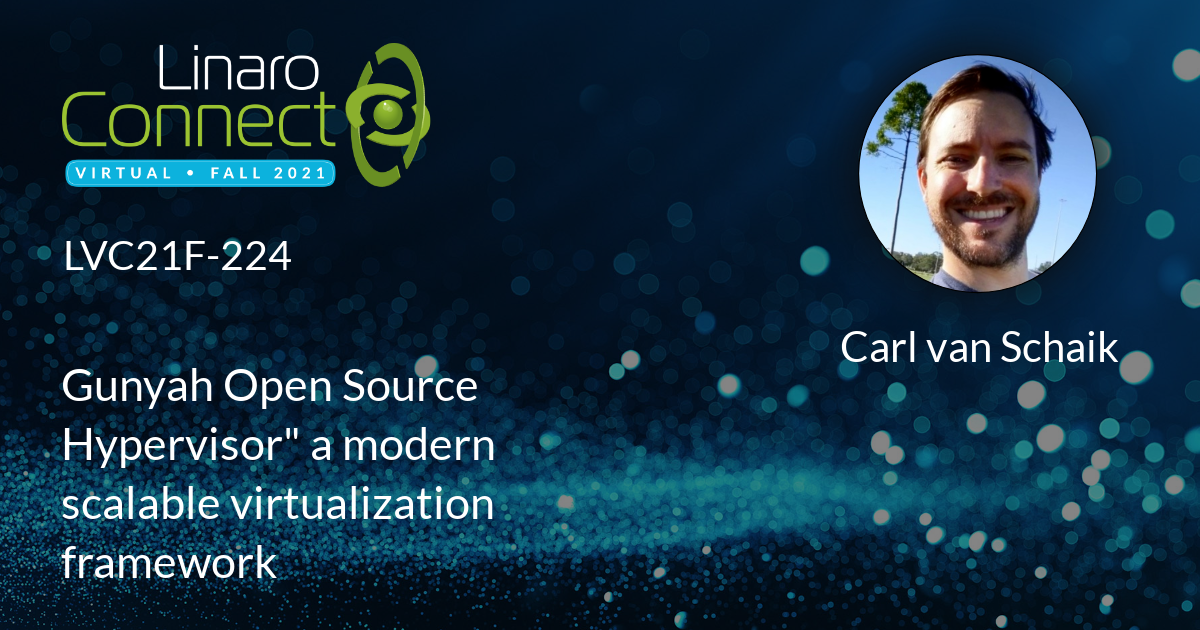 Linaro
Connect
VIRTUAL • FALL 2021
LVC21F-224
Carl van Schaik
Gunyah Open Source
Hypervisor" a modern
scalable virtualization
framework